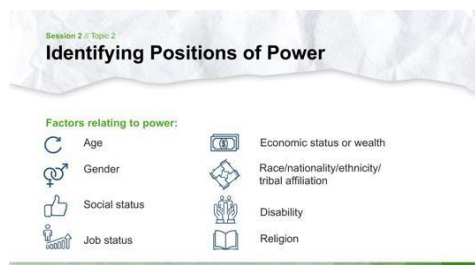 Session 2 // Topic 2
Identifying Positions of Power
Factors relating to power:
Age
Gender
Social status
Job status
Economic status or wealth
Race/nationality/ethnicity/
tribal affiliation
Disability
Religion